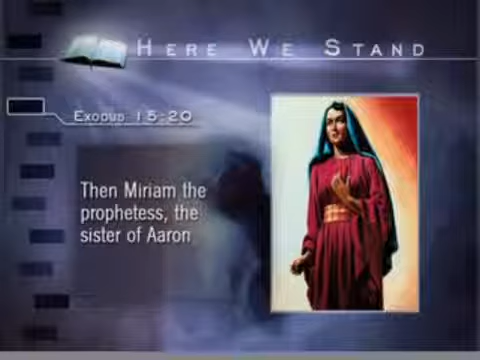 HERE WE STAND
EXODUS 15:20
Then Miriam the
prophetess, the
sister of Aaron